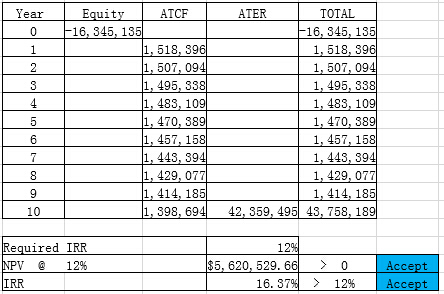 Year Equity ATCF ATER TOTAL
0 -16,345,135 -16,345,135
1 1,518,396 1,518,396
2 1,507,094 1,507,094
3 1,495,338 1,495,338
4 1,483,109 1,483,109
5 1,470,389 1,470,389
6 1,457,158 1,457,158
7 1,443,394 1,443,394
8 1,429,077 1,429,077
9 1,414,185 1,414,185
10 1,398,694 42,359,495 43,758,189
Required IRR 12%
NPV @ 12% $5,620,529.66 > 0 Accept
IRR 16.37% > 12% Accept